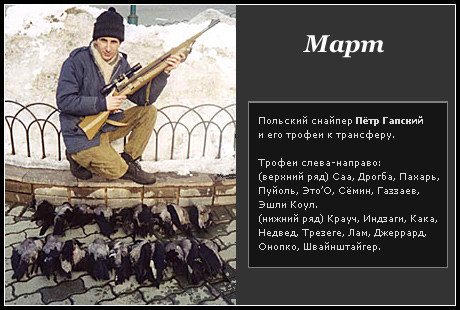 Март
Польский снайпер Пётр Гапский
и его трофеи к трансферу.
Трофеи слева-направо:
(верхний ряд) Саа, Дрогба, Пахарь,
Пуйоль, Это'О, Сёмин, Газзаев,
Эшли Коул.
(нижний ряд) Крауч, Индзаги, Кака,
Недвед, Трезеге, Лам, Джеррард,
Онопко, Швайнштайгер.